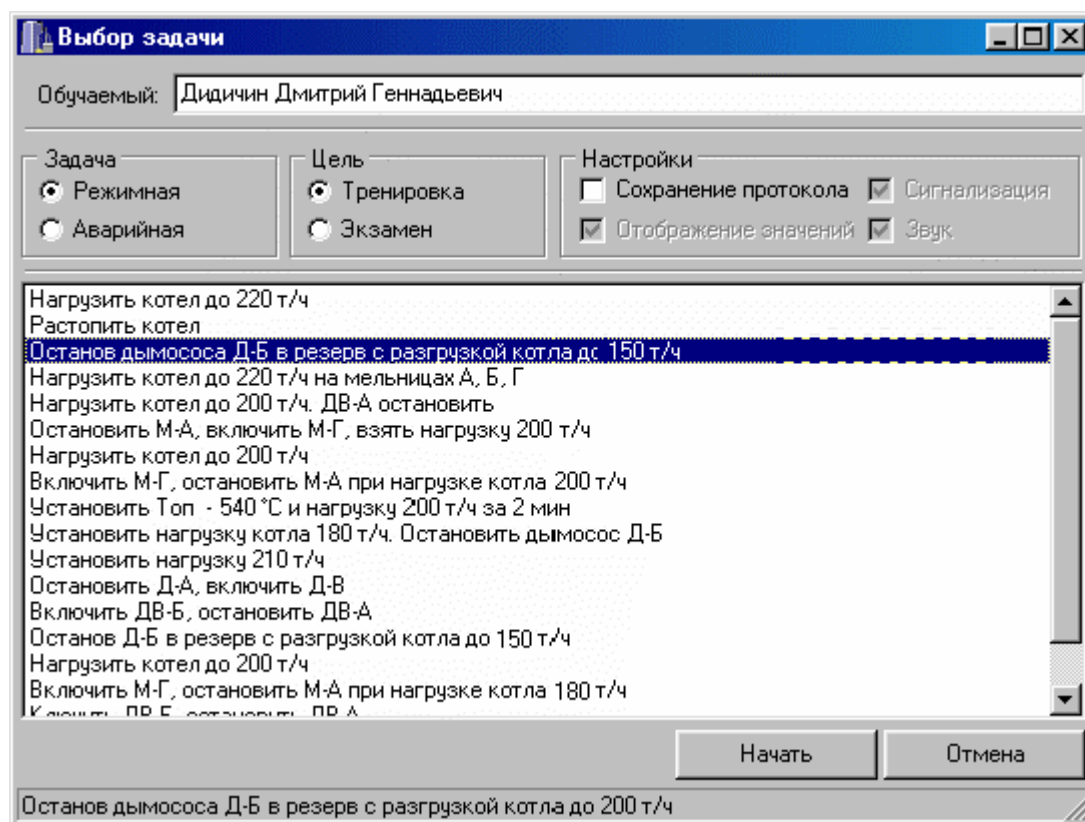 Выбор задачи
Обучаемый: Дидичин Дмитрий Геннадьевич
Задача
Режимная
Аварийная
Цель
Тренировка
Экзамен
Настройки
Сохранение протокола Сигнализация
Отображение значений Звук
Нагрузить котел до 220 т/ч
Растопить котел
Останов дымососа Д-Б в резерв с разгрузкой котла до 150 т/ч
Нагрузить котел до 220 т/ч на мельницах А, Б, Г
Нагрузить котел до 200 т/ч. ДВ-А остановить
Остановить М-А, включить М-Г, взять нагрузку 200 т/ч
Нагрузить котел до 200 т/ч
Включить М-Г, остановить М-А при нагрузке котла 200 т/ч
Установить Топ - 540 °С и нагрузку 200 т/ч за 2 мин
Установить нагрузку котла 180 т/ч. Остановить дымосос Д-Б
Установить нагрузку 210 т/ч
Остановить Д-А, включить Д-В
Включить ДВ-Б, остановить ДВ-А
Останов Д-Б в резерв с разгрузкой котла до 150 т/ч
Нагрузить котел до 200 т/ч
Включить М-Г, остановить М-А при нагрузке котла 180 т/ч
ДВ-Б, остановить ДВ-А
Начать Отмена
Останов дымососа Д-Б в резерв с разгрузкой котла до 200 т/ч